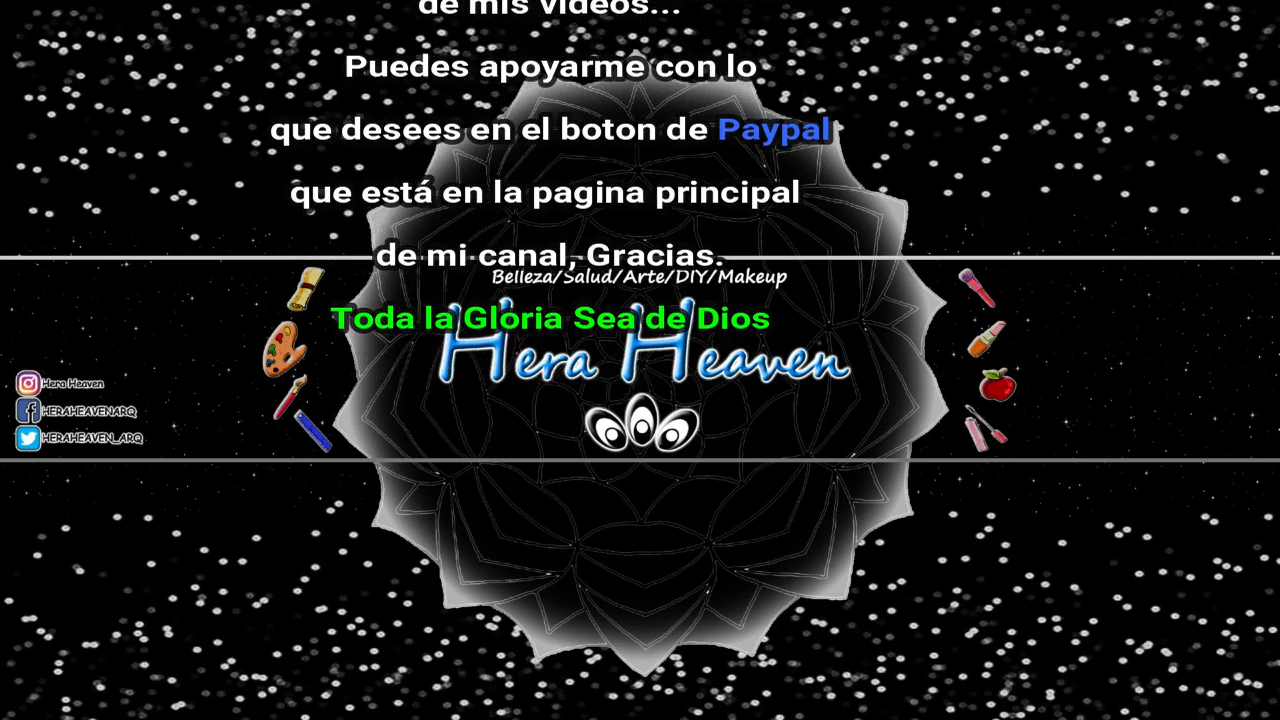 de mis videos...
Puedes apoyarme con lo
que desees en el boton de Paypal
que está en la pagina principal
de mi canal, Gracias.
Belleza/Salud/Arte/DIY/Makeup
Toda la Gloria Sea de Dios
Hera Heaven
Hera Heaven
HERAHEAVENARQ
HERAHEAVEN_ARQ